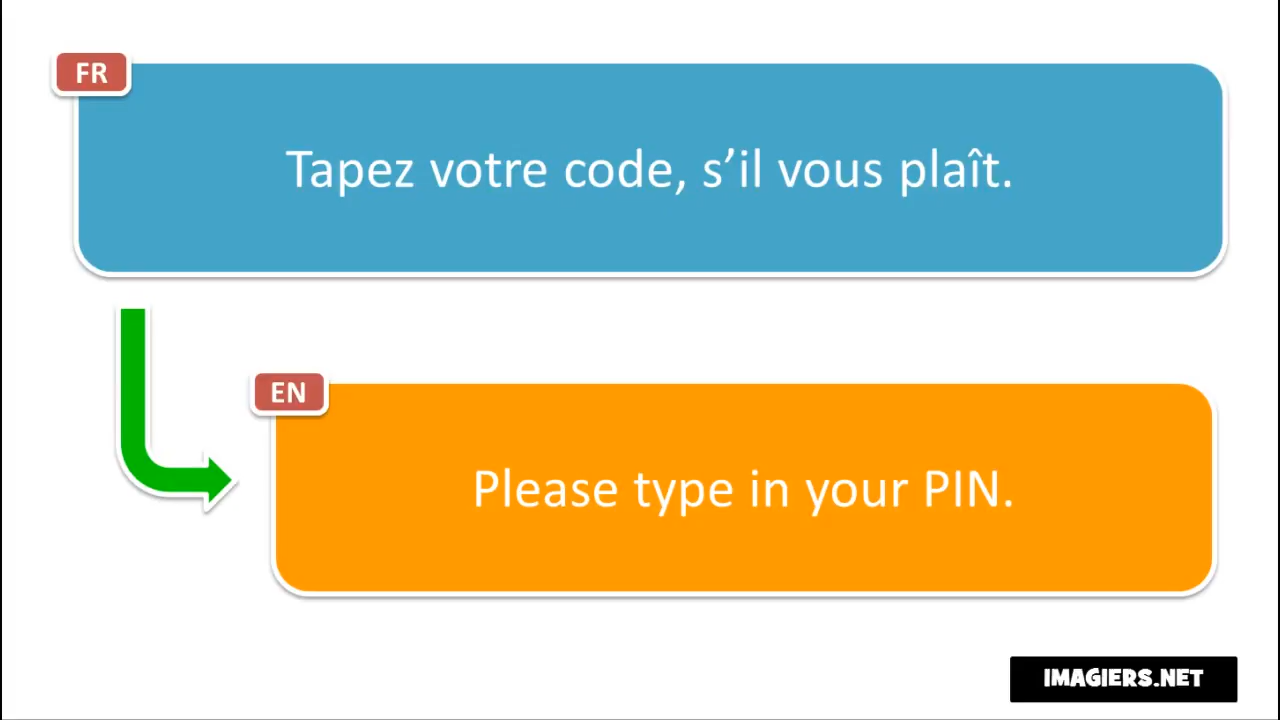 FR
Tapez votre code, s’il vous plaît.
EN
Please type in your PIN.
IMAGIERS.NET